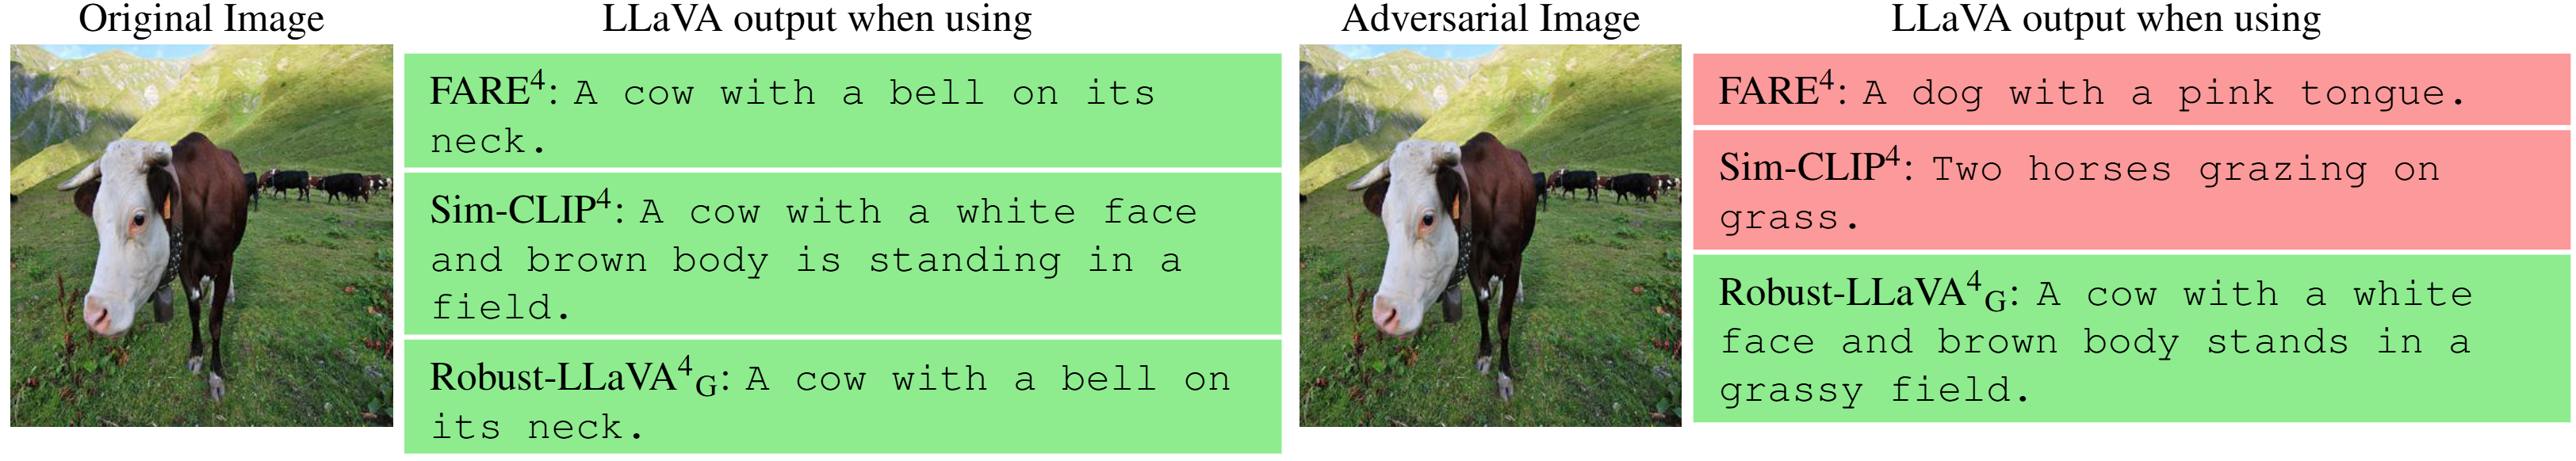 Original Image
LLaVA output when using
FARE⁴: A cow with a bell on its
neck.
Sim-CLIP⁴: A cow with a white face
and brown body is standing in a
field.
Robust-LLaVA⁴G: A cow with a bell on
its neck.
Adversarial Image
LLaVA output when using
FARE⁴: A dog with a pink tongue.
Sim-CLIP⁴: Two horses grazing on
grass.
Robust-LLaVA⁴G: A cow with a white
face and brown body stands in a
grassy field.